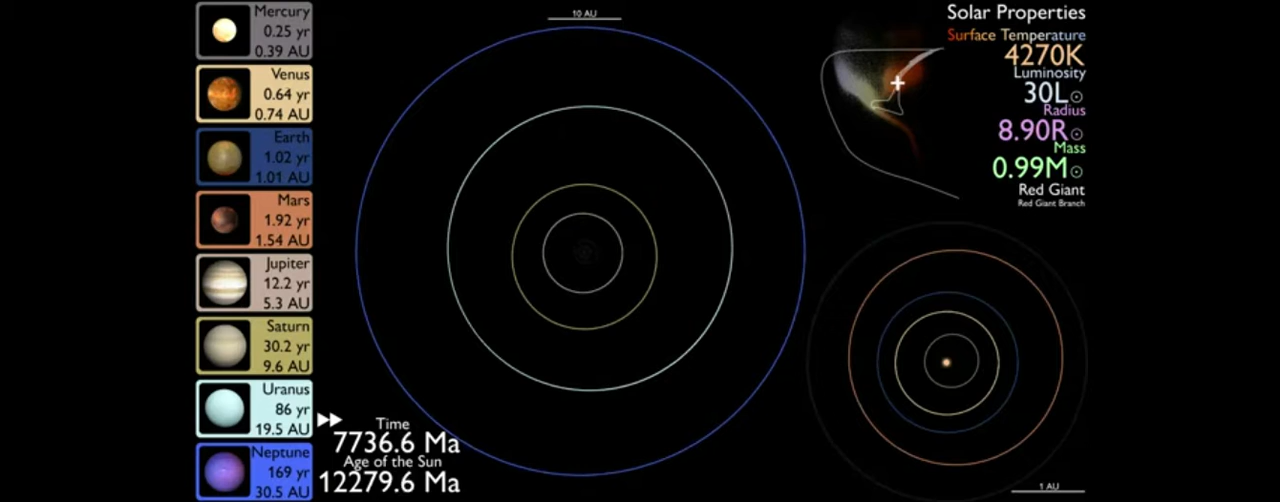 Mercury
0.25 yr
0.39 AU
Venus
0.64 yr
0.74 AU
Earth
1.02 yr
1.01 AU
Mars
1.92 yr
1.54 AU
Jupiter
12.2 yr
5.3 AU
Saturn
30.2 yr
9.6 AU
Uranus
86 yr
19.5 AU
Neptune
169 yr
30.5 AU
10 AU
Time
7736.6 Ma
Age of the Sun
12279.6 Ma
Solar Properties
Surface Temperature
4270K
Luminosity
30L☉
Radius
8.90R☉
Mass
0.99M☉
Red Giant
Red Giant Branch
1 AU